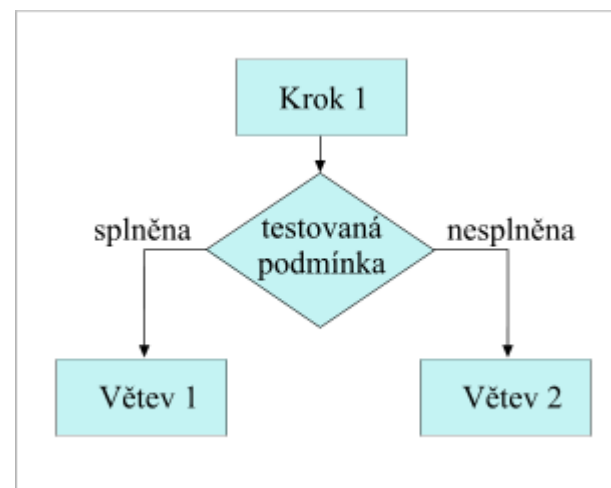 Krok 1
splněna
testovaná
podmínka
nesplněna
Větev 1
Větev 2